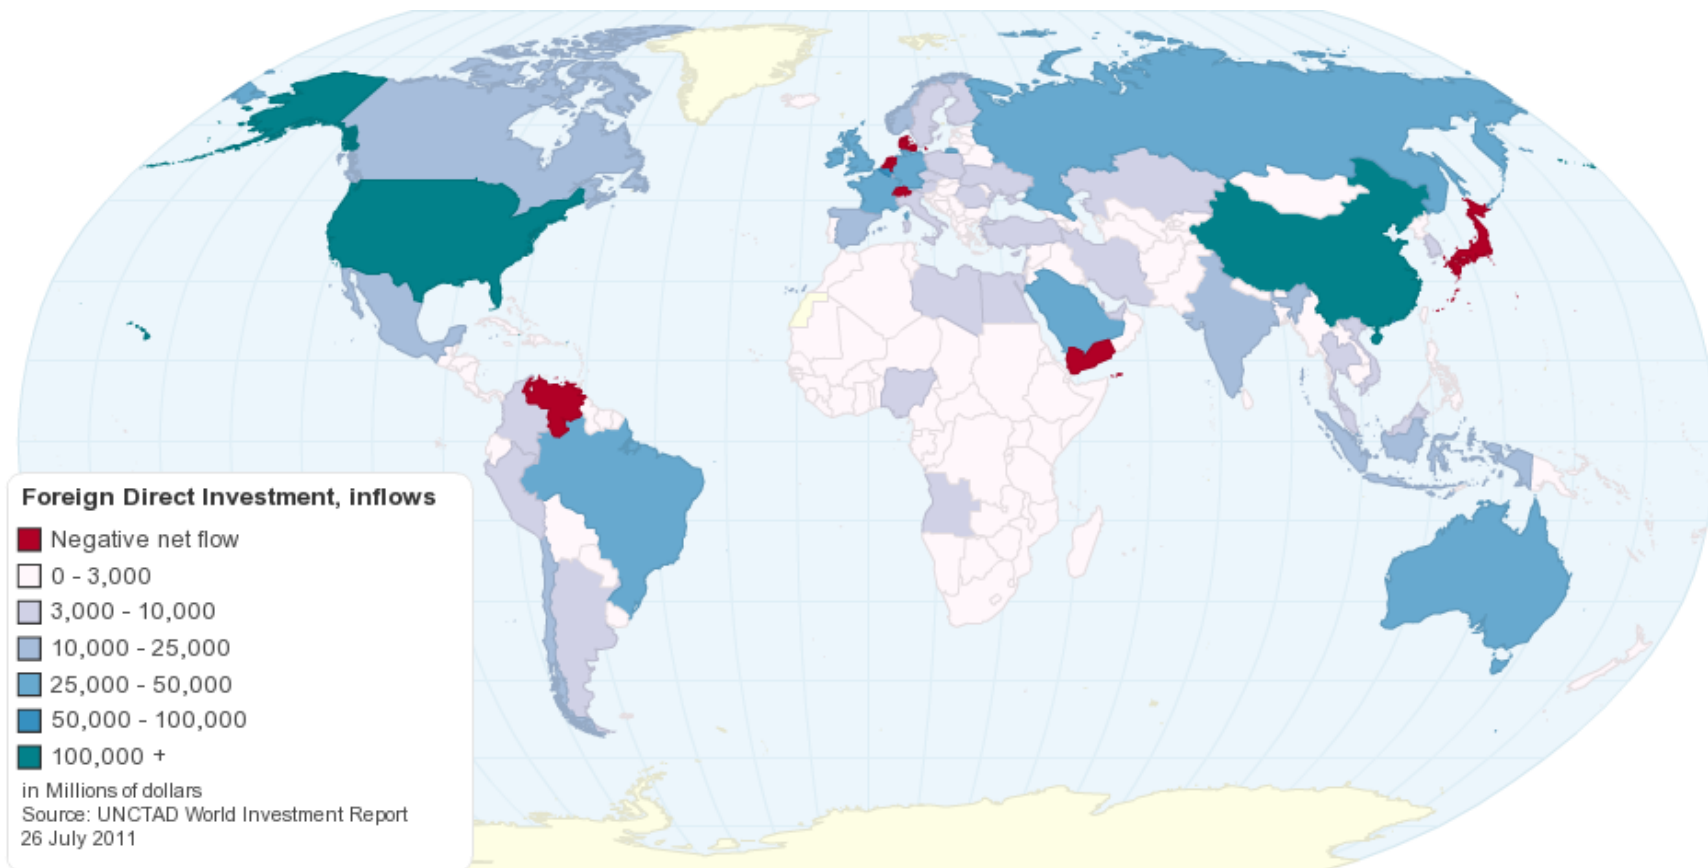 Foreign Direct Investment, inflows
Negative net flow
0 - 3,000
3,000 - 10,000
10,000 - 25,000
25,000 - 50,000
50,000 - 100,000
100,000 +
in Millions of dollars
Source: UNCTAD World Investment Report
26 July 2011